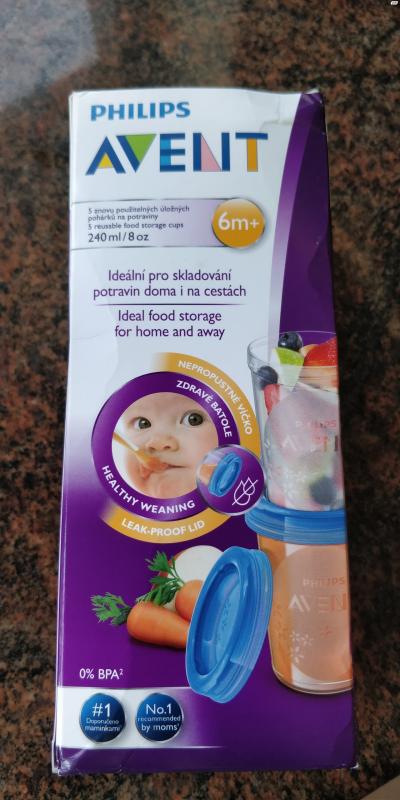 PHILIPS
AVENT
5 znovu použitelných úložných
pohárků na potraviny
5 reusable food storage cups
240 ml / 8 oz
6m+
Ideální pro skladování
potravin doma i na cestách
Ideal food storage
for home and away
NEPROPUSTNÉ VÍČKO
ZDRAVÉ BATOLE
HEALTHY WEANING
LEAK-PROOF LID
PHILIPS
AVENT
PHILIPS
AVEN
0% BPA²
#1
Doporučeno
maminkami¹
No.1
recommended
by moms¹